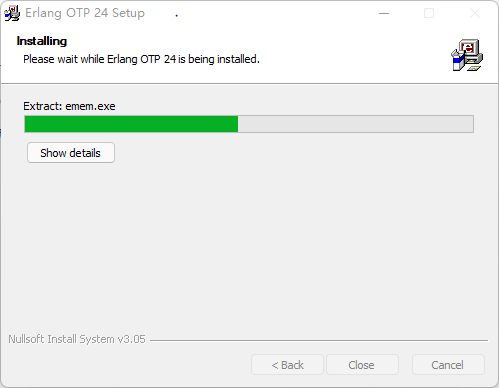 Erlang OTP 24 Setup
Installing
Please wait while Erlang OTP 24 is being installed.
Extract: emem.exe
Show details
Nullsoft Install System v3.05
< Back
Close
Cancel